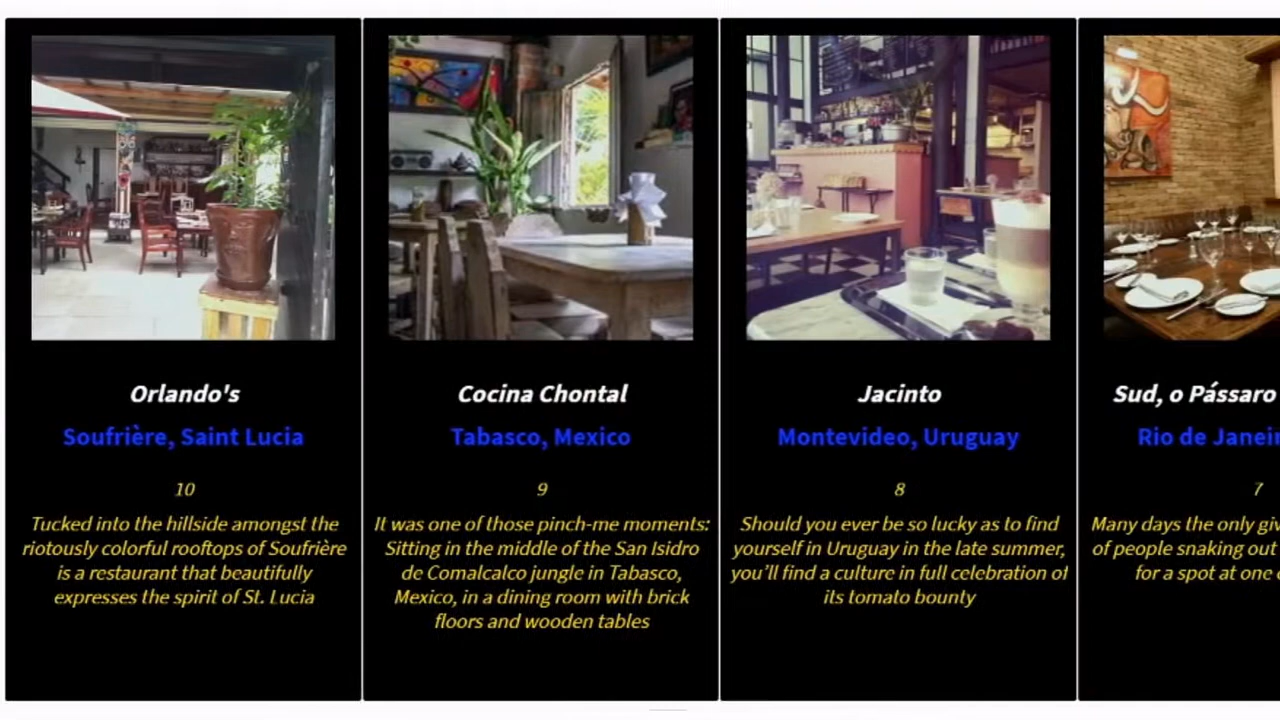 Orlando's
Soufrière, Saint Lucia
10
Tucked into the hillside amongst the
riotously colorful rooftops of Soufrière
is a restaurant that beautifully
expresses the spirit of St. Lucia
Cocina Chontal
Tabasco, Mexico
9
It was one of those pinch-me moments:
Sitting in the middle of the San Isidro
de Comalcalco jungle in Tabasco,
Mexico, in a dining room with brick
floors and wooden tables
Jacinto
Montevideo, Uruguay
8
Should you ever be so lucky as to find
yourself in Uruguay in the late summer,
you’ll find a culture in full celebration of
its tomato bounty
Sud, o Pássaro
Rio de
7
Many days the only
of people snaking out
for a spot at one